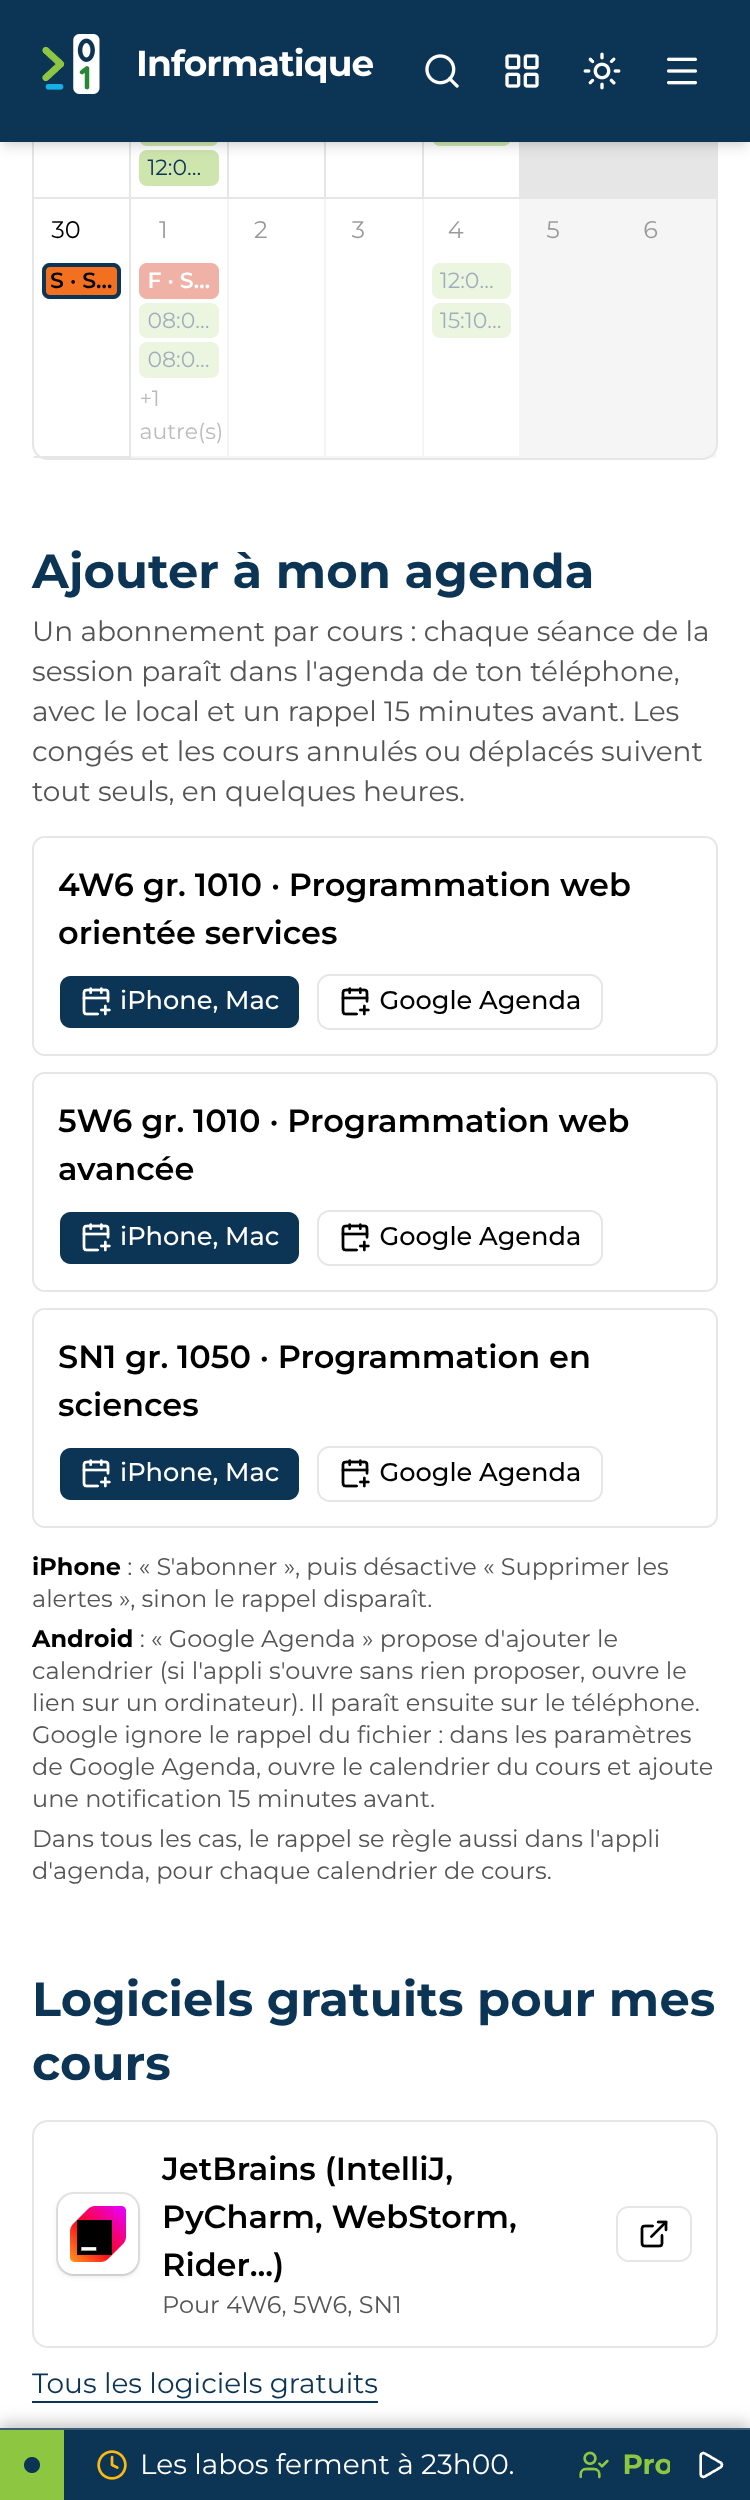 0
1
Informatique
12:0...
30
1
2
3
4
5
6
S · S...
F · S...
12:0...
08:0...
15:10...
08:0...
+1
autre(s)
Ajouter à mon agenda
Un abonnement par cours : chaque séance de la
session paraît dans l'agenda de ton téléphone,
avec le local et un rappel 15 minutes avant. Les
congés et les cours annulés ou déplacés suivent
tout seuls, en quelques heures.
4W6 gr. 1010 · Programmation web
orientée services
iPhone, Mac
Google Agenda
5W6 gr. 1010 · Programmation web
avancée
iPhone, Mac
Google Agenda
SN1 gr. 1050 · Programmation en
sciences
iPhone, Mac
Google Agenda
iPhone : « S'abonner », puis désactive « Supprimer les
alertes », sinon le rappel disparaît.
Android : « Google Agenda » propose d'ajouter le
calendrier (si l'appli s'ouvre sans rien proposer, ouvre le
lien sur un ordinateur). Il paraît ensuite sur le téléphone.
Google ignore le rappel du fichier : dans les paramètres
de Google Agenda, ouvre le calendrier du cours et ajoute
une notification 15 minutes avant.
Dans tous les cas, le rappel se règle aussi dans l'appli
d'agenda, pour chaque calendrier de cours.
Logiciels gratuits pour mes
cours
JetBrains (IntelliJ,
PyCharm, WebStorm,
Rider...)
Pour 4W6, 5W6, SN1
Tous les logiciels gratuits
Les labos ferment à 23h00.
Pro